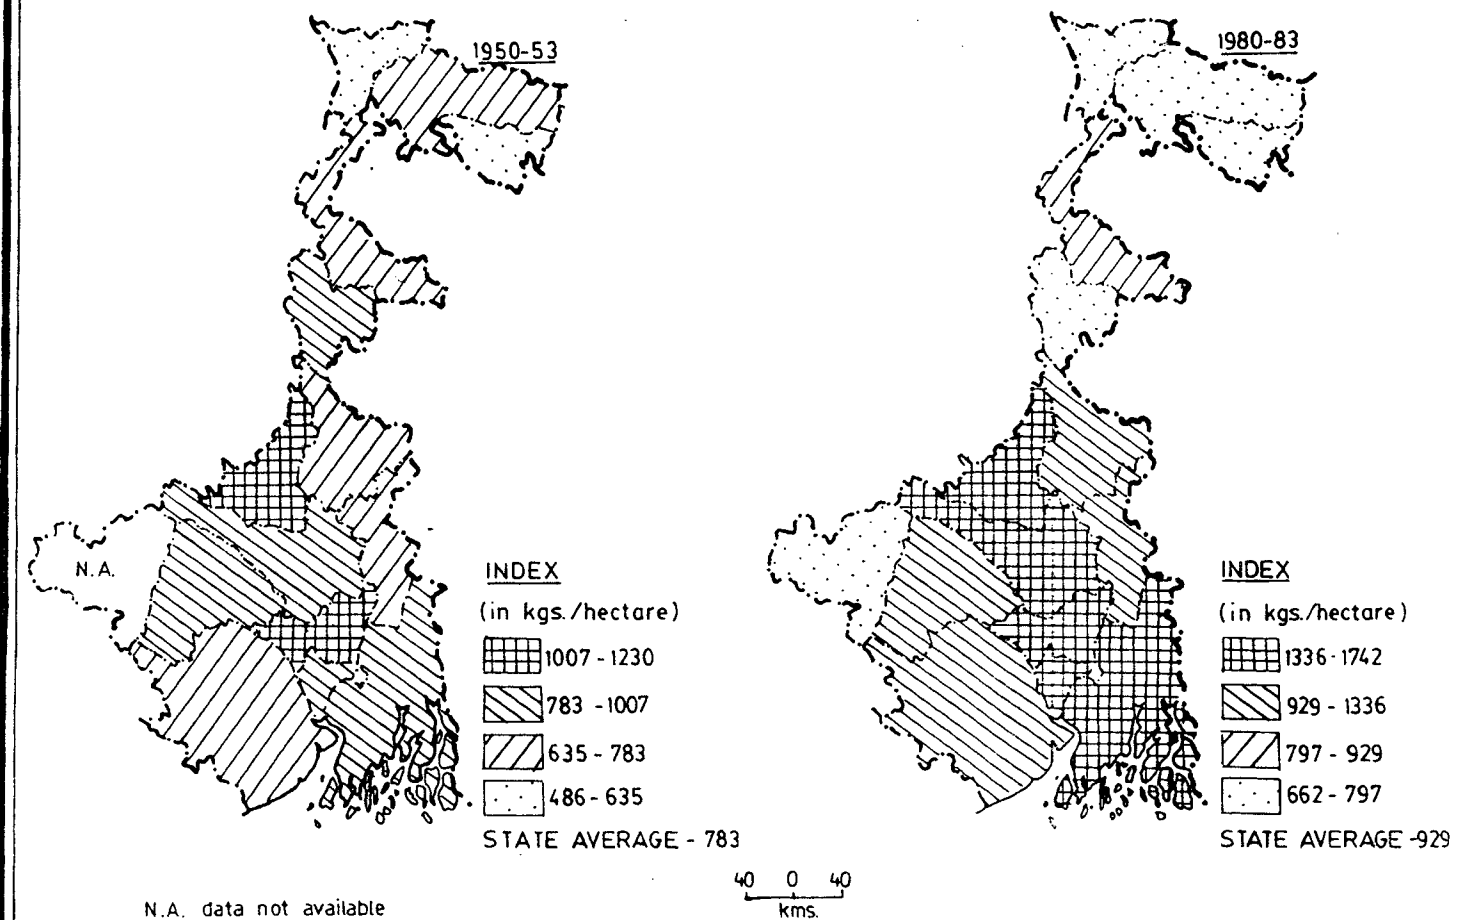 1950-53
N.A.
INDEX
(in kgs./hectare)
1007 - 1230
783 - 1007
635 - 783
486 - 635
STATE AVERAGE - 783
N.A. data not available
1980-83
INDEX
(in kgs./hectare)
1336 - 1742
929 - 1336
797 - 929
662 - 797
STATE AVERAGE -929
40 0 40
kms.